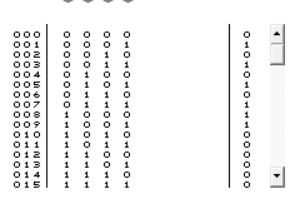 000 0 0 0 0 0
001 0 0 0 1 1
002 0 0 1 0 0
003 0 0 1 1 1
004 0 1 0 0 0
005 0 1 0 1 1
006 0 1 1 0 0
007 0 1 1 1 1
008 1 0 0 0 1
009 1 0 0 1 1
010 1 0 1 0 0
011 1 0 1 1 0
012 1 1 0 0 0
013 1 1 0 1 0
014 1 1 1 0 0
015 1 1 1 1 0